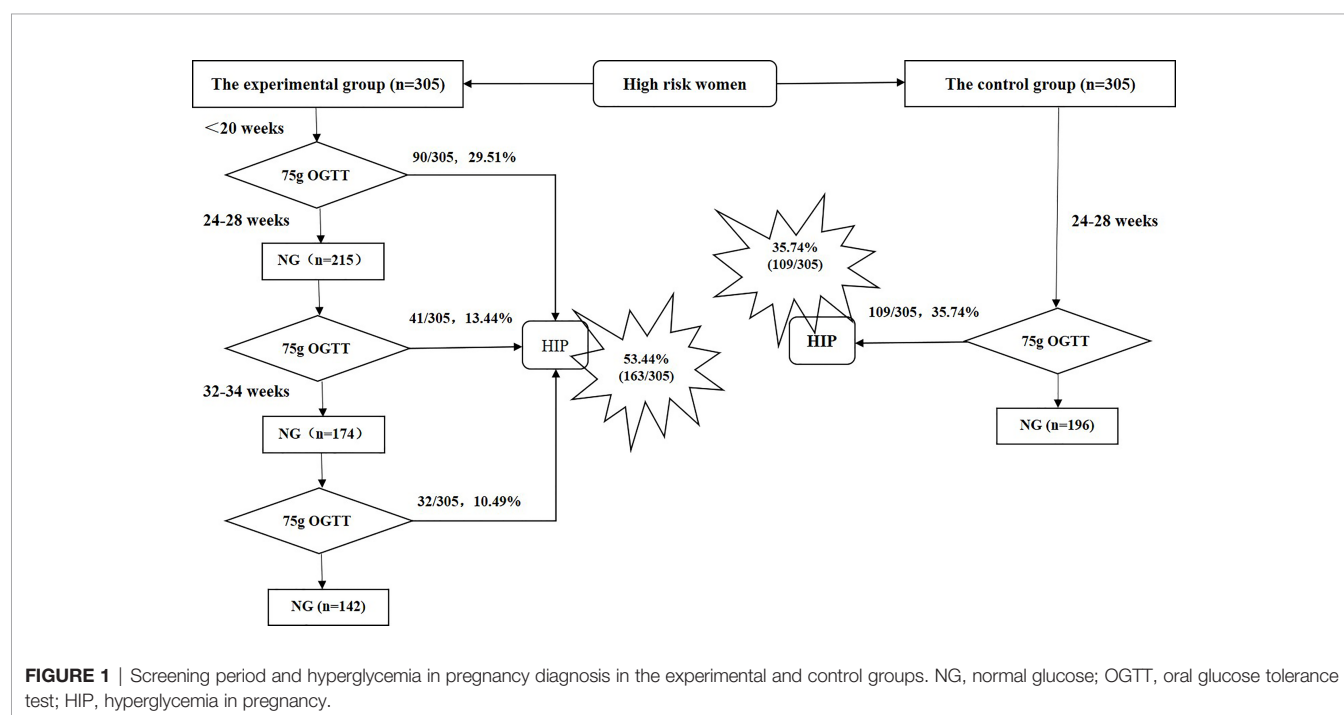 The experimental group (n=305)
High risk women
The control group (n=305)
<20 weeks
90/305, 29.51%
75g OGTT
24-28 weeks
NG (n=215)
41/305, 13.44%
75g OGTT
HIP
53.44%
(163/305)
32-34 weeks
NG (n=174)
32/305, 10.49%
75g OGTT
NG (n=142)
24-28 weeks
35.74%
(109/305)
109/305, 35.74%
HIP
75g OGTT
NG (n=196)
FIGURE 1 | Screening period and hyperglycemia in pregnancy diagnosis in the experimental and control groups. NG, normal glucose; OGTT, oral glucose tolerance
test; HIP, hyperglycemia in pregnancy.